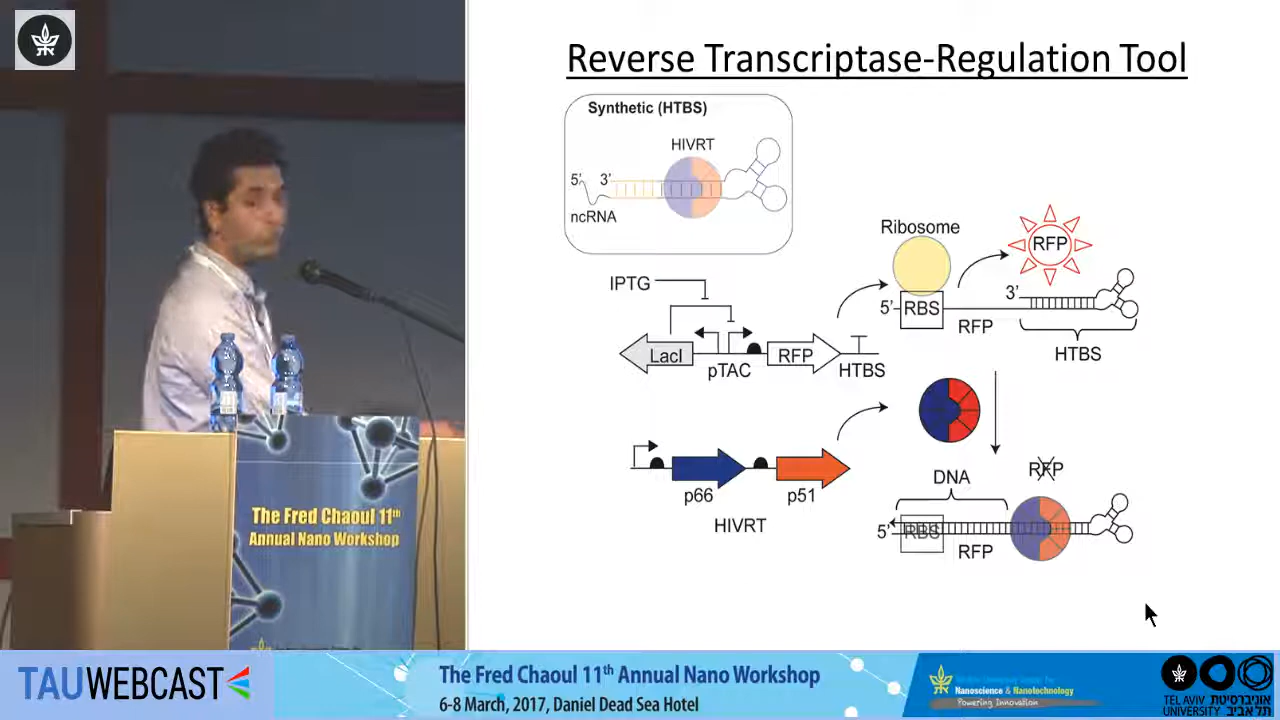 Reverse Transcriptase-Regulation Tool
Synthetic (HTBS)
HIVRT
5’
3’
ncRNA
Ribosome
RFP
IPTG
3’
5’
RBS
RFP
HTBS
LacI
pTAC
RFP
HTBS
p66
p51
HIVRT
DNA
RFP
5’
RBS
RFP
The Fred Chaoul 11th
Annual Nano Workshop
TAUWEBCAST
The Fred Chaoul 11th Annual Nano Workshop
6-8 March, 2017, Daniel Dead Sea Hotel
Nanoscience & Nanotechnology
Powering Innovation
TEL AVIV אוניברסיטת
UNIVERSITY תל אביב